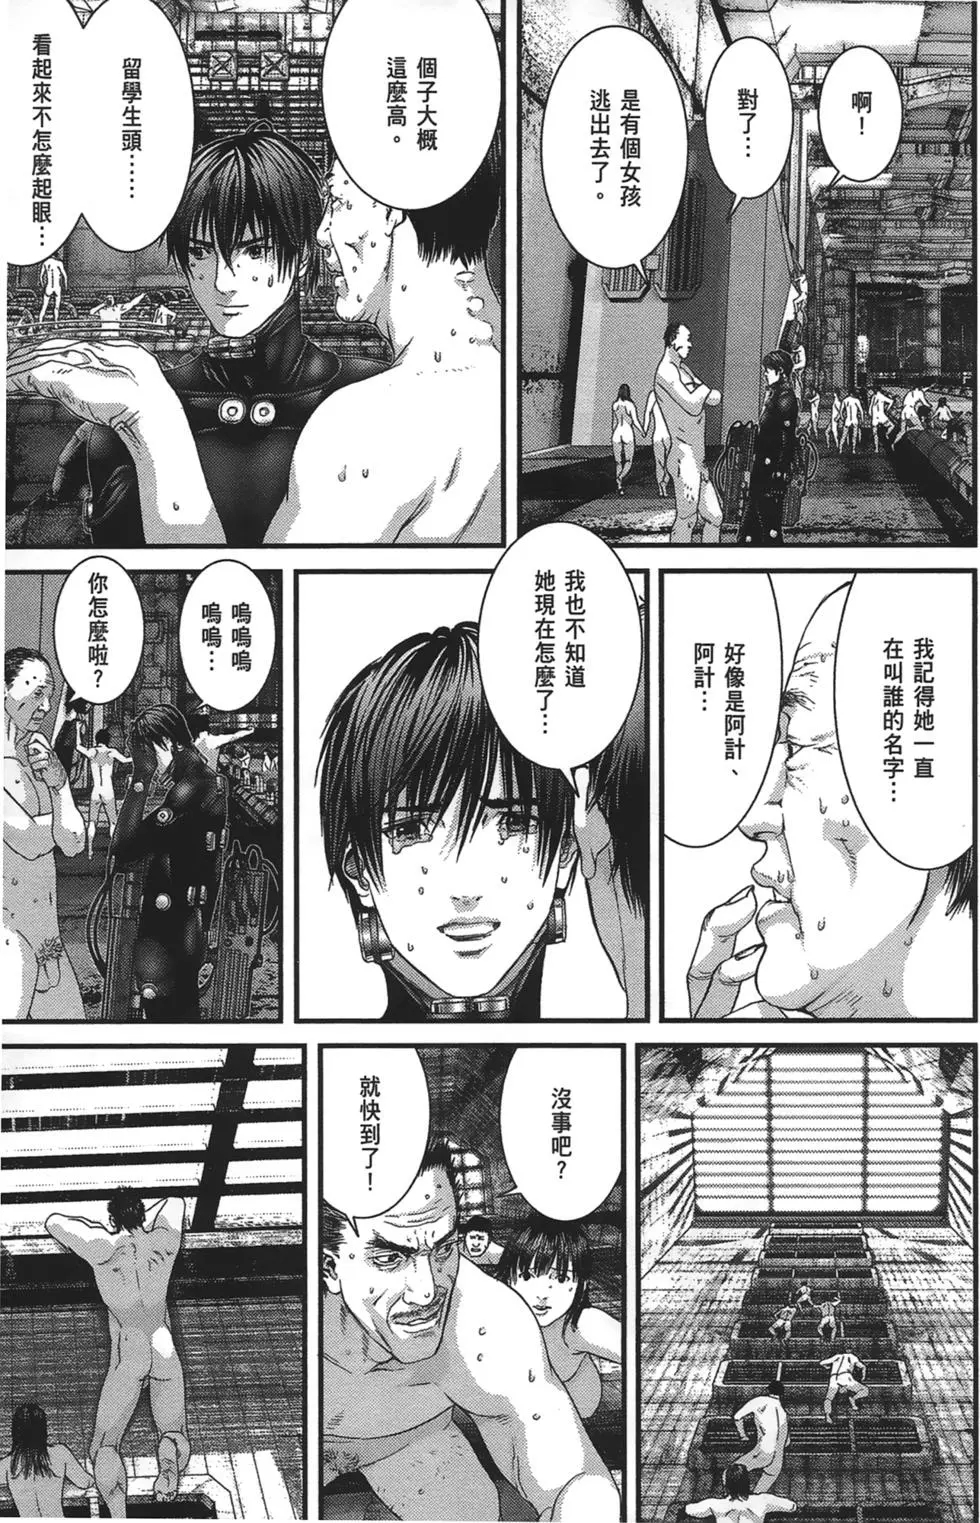 啊！
對了…
是有個女孩
逃出去了。
個子大概
這麼高。
留學生頭……
看起來不怎麼起眼…
我記得她一直
在叫誰的名字…
好像是阿計、
阿計…
我也不知道
她現在怎麼了…
嗚嗚嗚
嗚嗚…
你怎麼啦？
沒事吧？
就快到了！